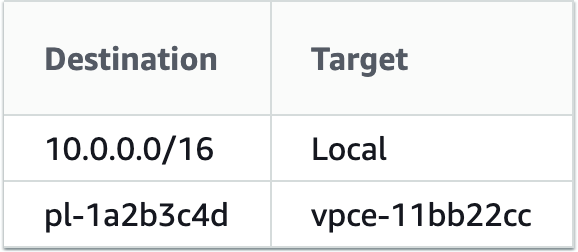 Destination Target
10.0.0.0/16 Local
pl-1a2b3c4d vpce-11bb22cc